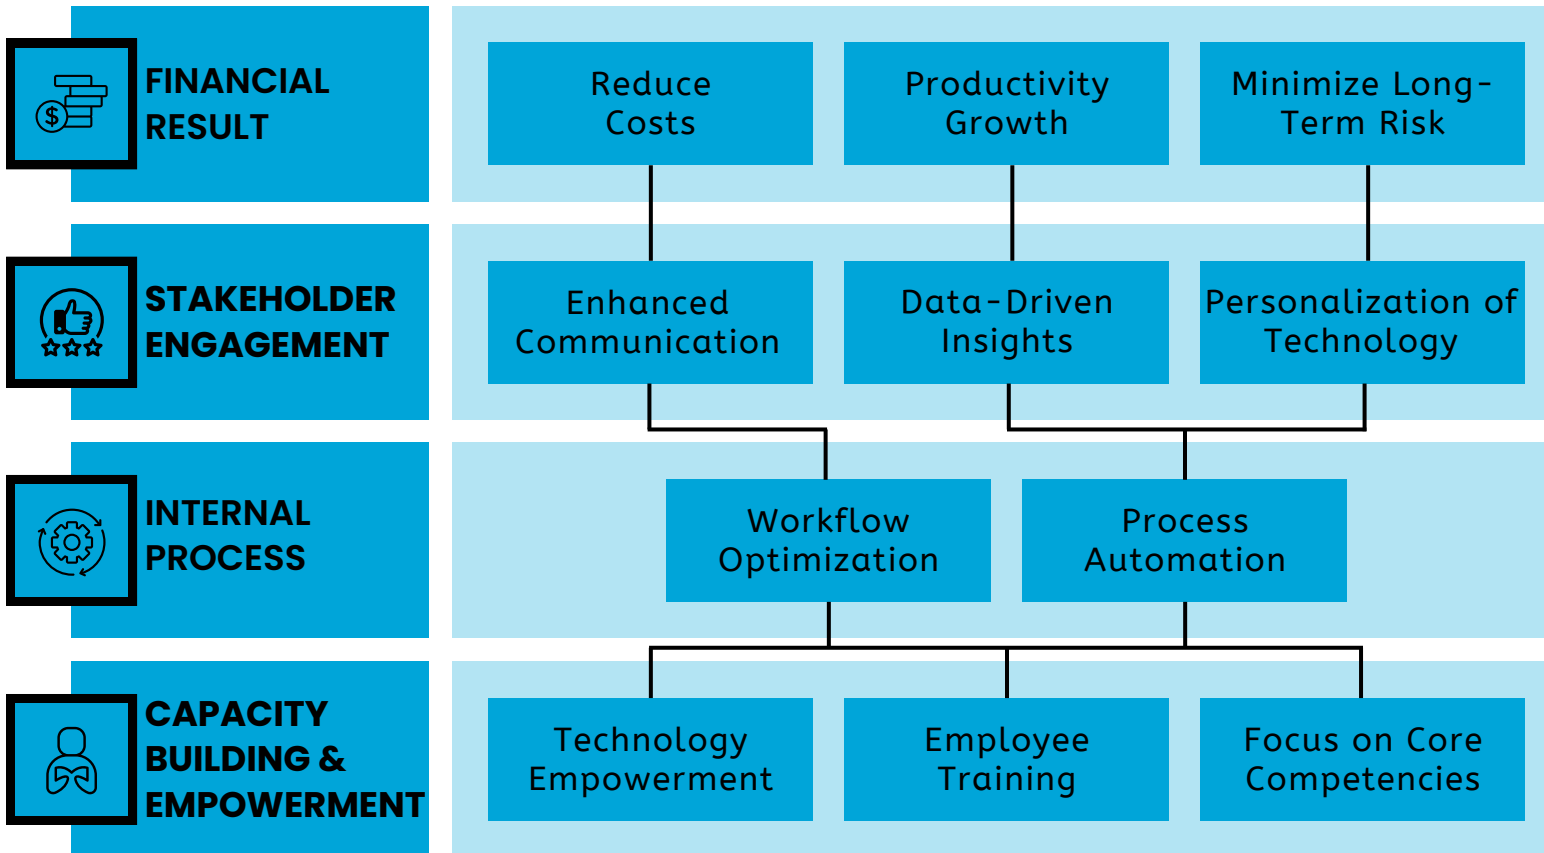 FINANCIAL
RESULT
Reduce
Costs
Productivity
Growth
Minimize Long-
Term Risk
$
STAKEHOLDER
ENGAGEMENT
Enhanced
Communication
Data-Driven
Insights
Personalization of
Technology
INTERNAL
PROCESS
Workflow
Optimization
Process
Automation
CAPACITY
BUILDING &
EMPOWERMENT
Technology
Empowerment
Employee
Training
Focus on Core
Competencies